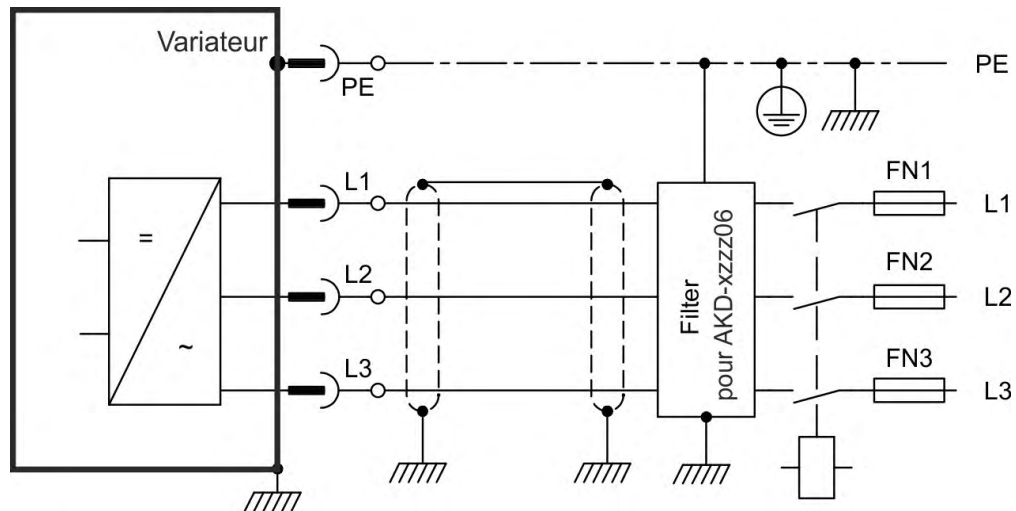 Variateur
PE
PE
L1
FN1
L1
=
L2
FN2
L2
Filter
pour AKD-xzzz06
~
L3
FN3
L3